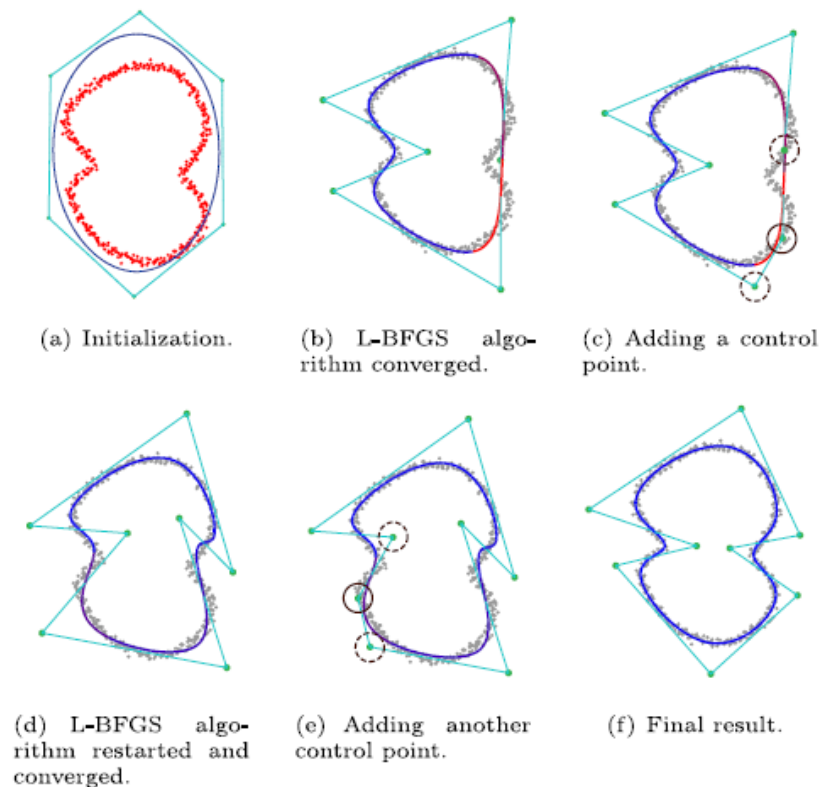 (a) Initialization.
(b) L-BFGS algo-
rithm converged.
(c) Adding a control
point.
(d) L-BFGS algo-
rithm restarted and
converged.
(e) Adding another
control point.
(f) Final result.